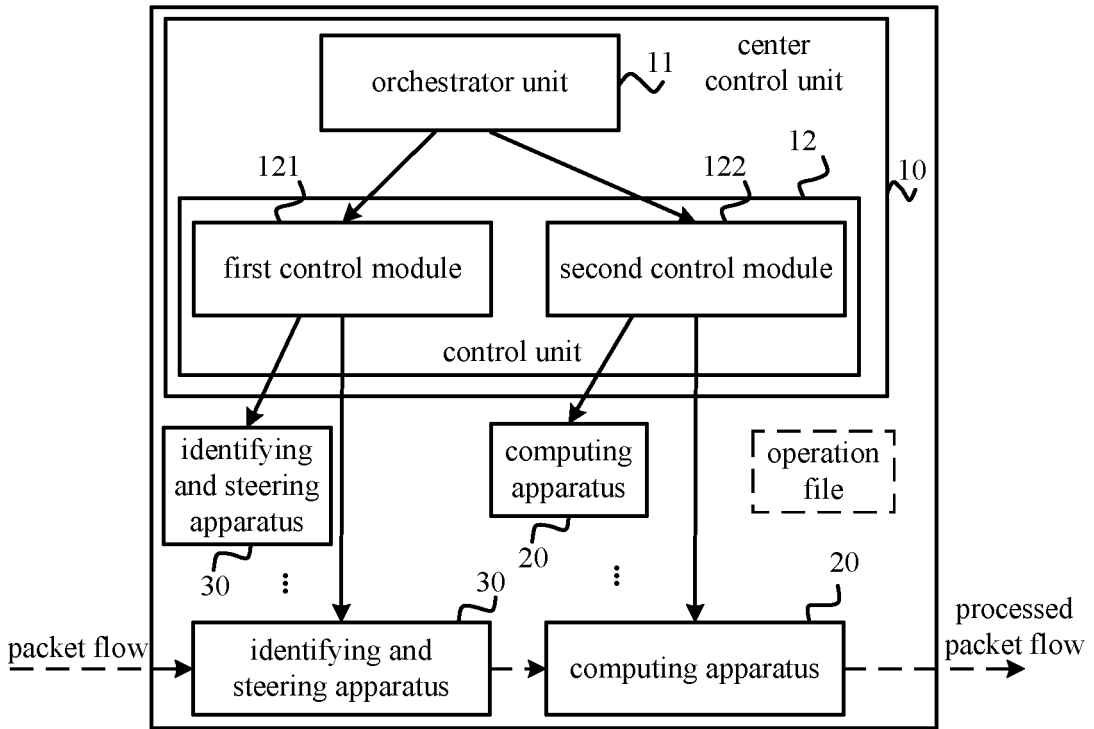 center
control unit
orchestrator unit
11
12
10
121
122
first control module
second control module
control unit
identifying
and steering
apparatus
computing
apparatus
operation
file
30
20
30
20
packet flow
identifying and
steering apparatus
computing apparatus
processed
packet flow